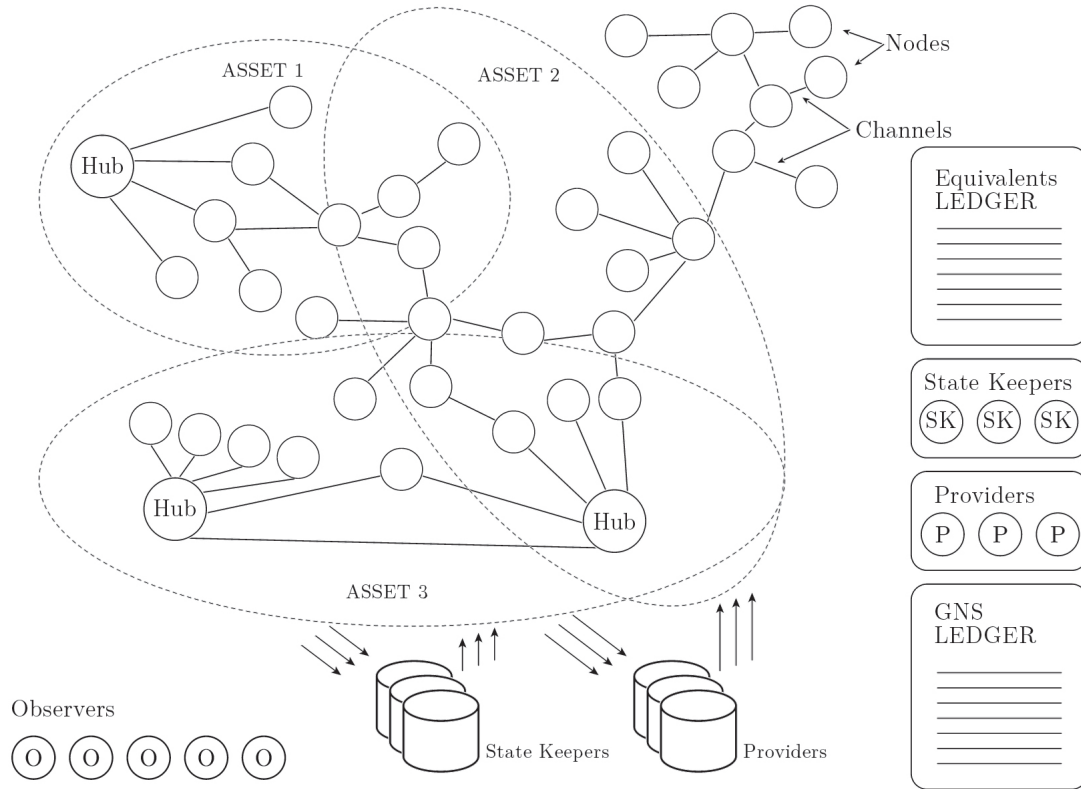 ASSET 1
ASSET 2
Nodes
Channels
Hub
Equivalents
LEDGER
State Keepers
SK SK SK
Providers
P P P
Hub
Hub
ASSET 3
GNS
LEDGER
Observers
O O O O O
State Keepers
Providers